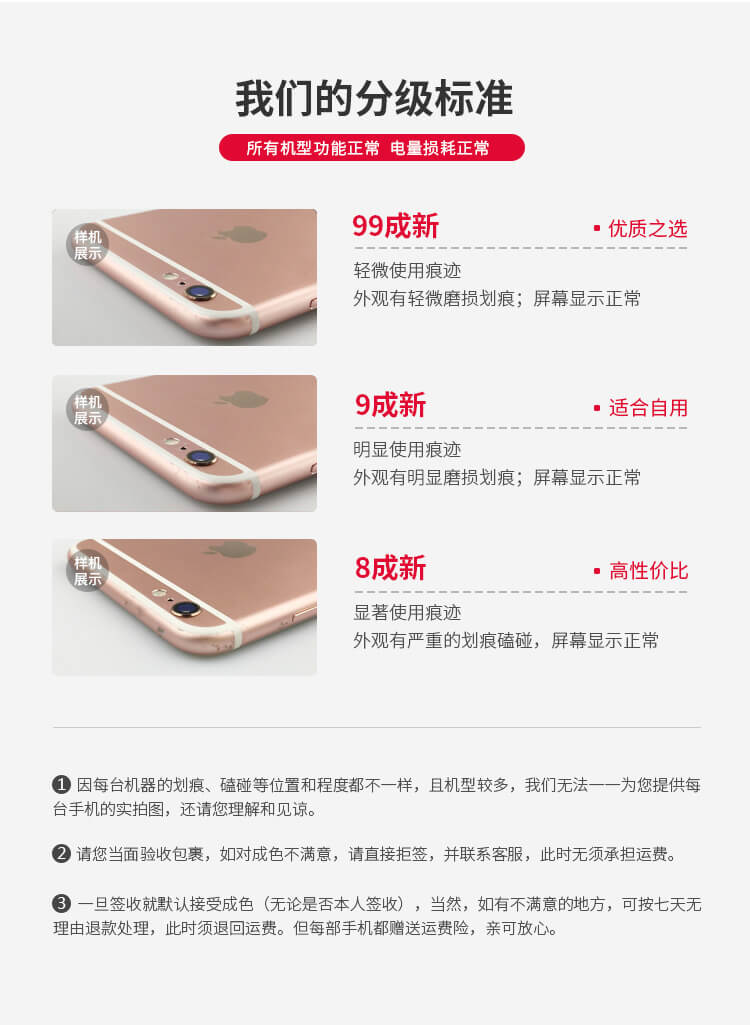 我们的分级标准
所有机型功能正常 电量损耗正常
样机
展示
99成新
优质之选
轻微使用痕迹
外观有轻微磨损划痕；屏幕显示正常
样机
展示
9成新
适合自用
明显使用痕迹
外观有明显磨损划痕；屏幕显示正常
样机
展示
8成新
高性价比
显著使用痕迹
外观有严重的划痕磕碰，屏幕显示正常
1 因每台机器的划痕、磕碰等位置和程度都不一样，且机型较多，我们无法一一为您提供每
台手机的实拍图，还请您理解和见谅。
2 请您当面验收包裹，如对成色不满意，请直接拒签，并联系客服，此时无须承担运费。
3 一旦签收就默认接受成色（无论是否本人签收），当然，如有不满意的地方，可按七天无
理由退款处理，此时须退回运费。但每部手机都赠送运费险，亲可放心。